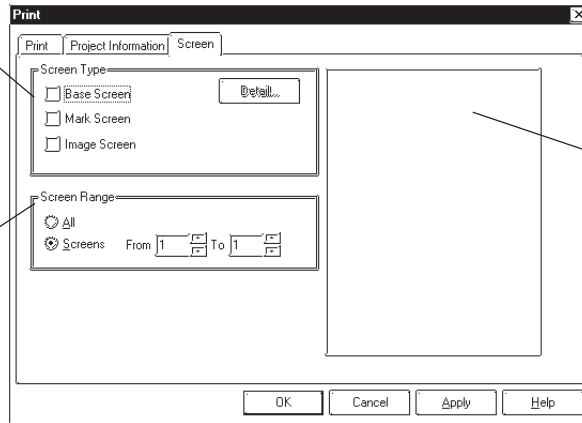 Print
Print Project Information Screen
Screen Type
Base Screen Detail...
Mark Screen
Image Screen
Screen Range
All
Screens From 1 To 1
OK Cancel Apply Help